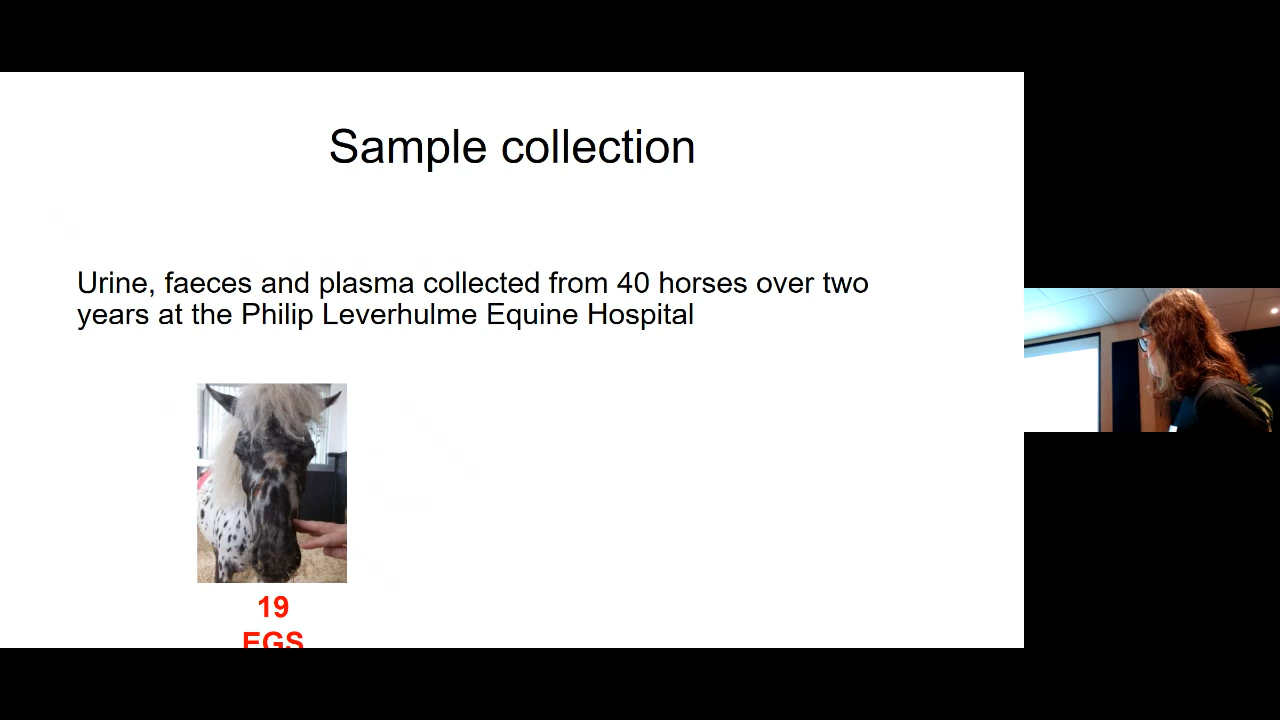 Sample collection
Urine, faeces and plasma collected from 40 horses over two
years at the Philip Leverhulme Equine Hospital
19
EGS